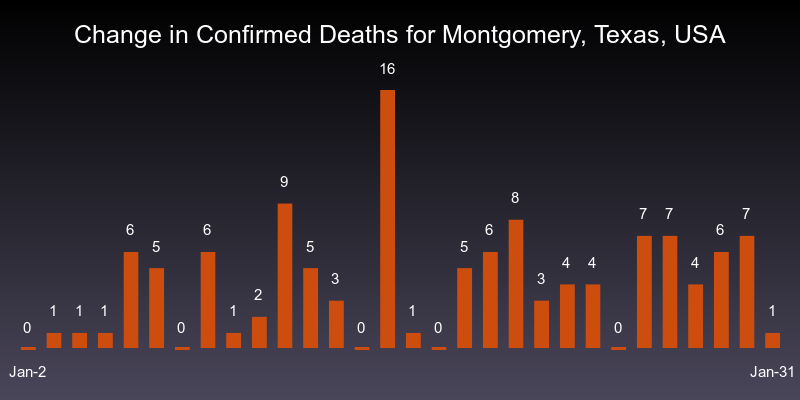 Change in Confirmed Deaths for Montgomery, Texas, USA
0 1 1 1 6 5 0 6 1 2 9 5 3 0 16 1 0 5 6 8 3 4 4 0 7 7 4 6 7 1
Jan-2 Jan-31